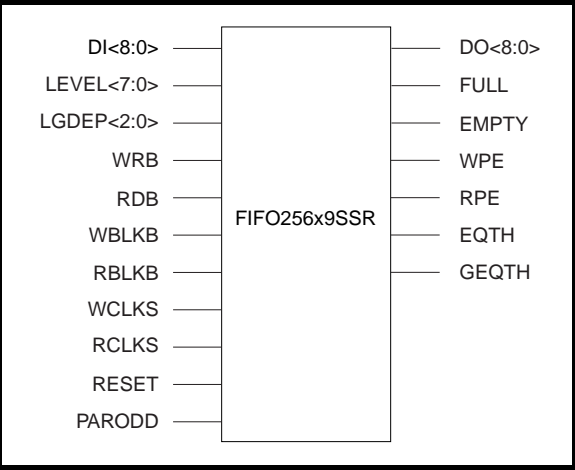 DI<8:0>
LEVEL<7:0>
LGDEP<2:0>
WRB
RDB
WBLKB
RBLKB
WCLKS
RCLKS
RESET
PARODD
FIFO256x9SSR
DO<8:0>
FULL
EMPTY
WPE
RPE
EQTH
GEQTH